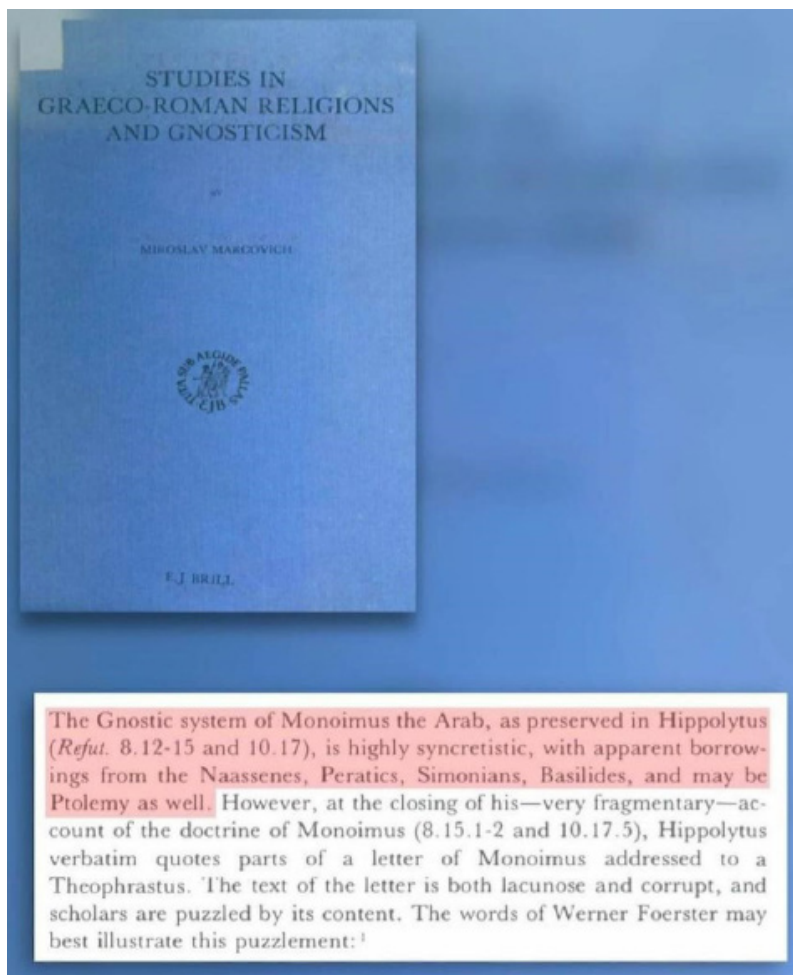 STUDIES IN
GRAECO-ROMAN RELIGIONS
AND GNOSTICISM
BY
MIROSLAV MARCOVICH
TUTA SUB AEGIDE PALLAS
EJB
E.J. BRILL
The Gnostic system of Monoimus the Arab, as preserved in Hippolytus
(Refut. 8.12-15 and 10.17), is highly syncretistic, with apparent borrow-
ings from the Naassenes, Peratics, Simonians, Basilides, and may be
Ptolemy as well. However, at the closing of his—very fragmentary—ac-
count of the doctrine of Monoimus (8.15.1-2 and 10.17.5), Hippolytus
verbatim quotes parts of a letter of Monoimus addressed to a
Theophrastus. The text of the letter is both lacunose and corrupt, and
scholars are puzzled by its content. The words of Werner Foerster may
best illustrate this puzzlement: ¹